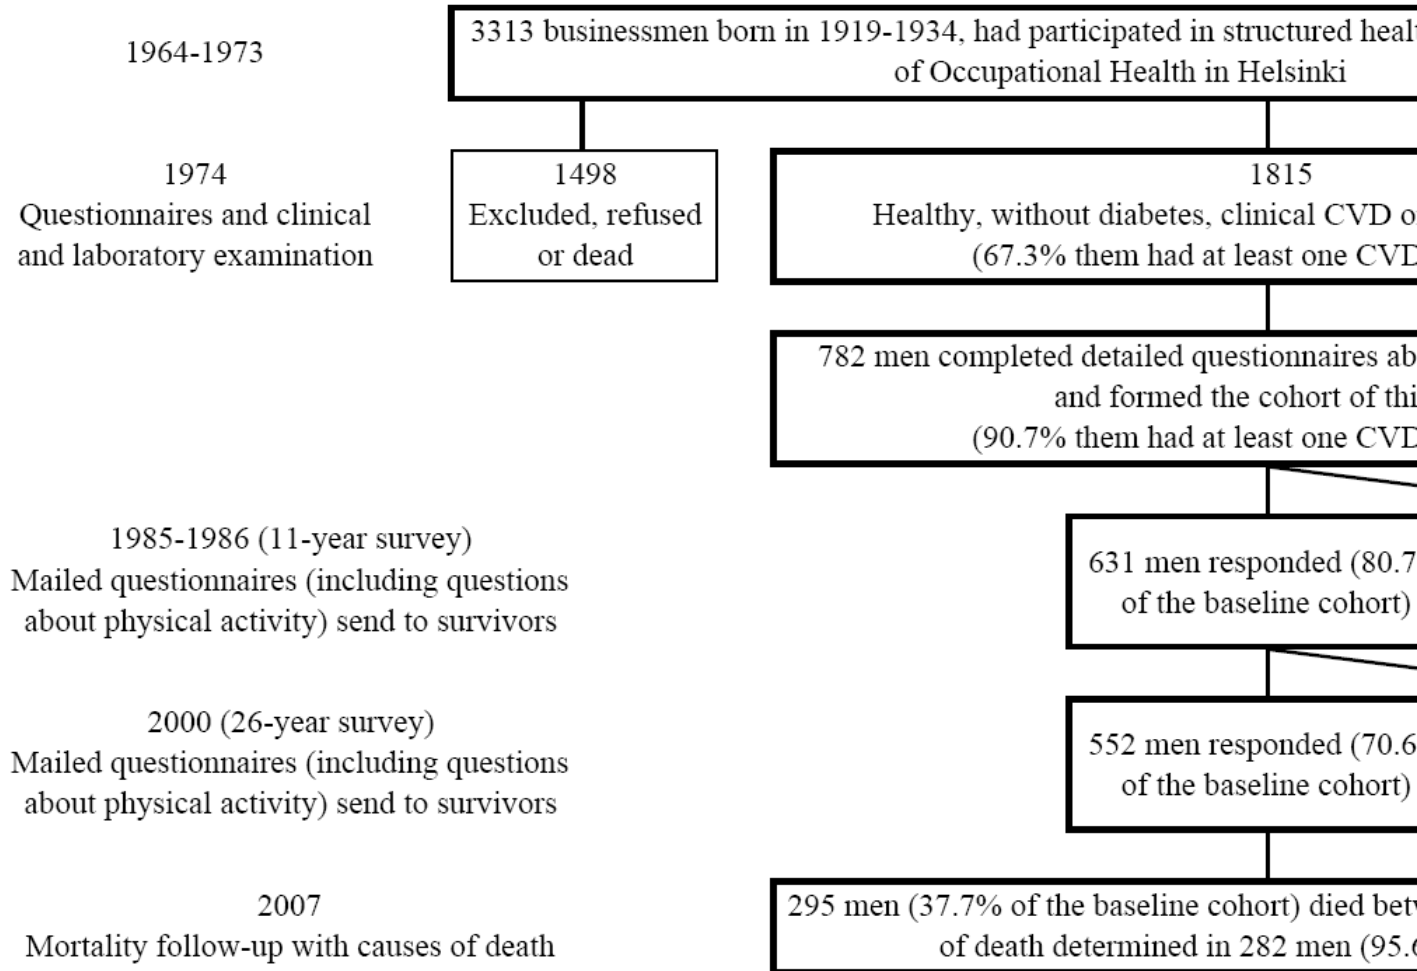 1964-1973
3313 businessmen born in 1919-1934, had participated in structured healt
of Occupational Health in Helsinki
1974
Questionnaires and clinical
and laboratory examination
1498
Excluded, refused
or dead
1815
Healthy, without diabetes, clinical CVD o
(67.3% them had at least one CVD
782 men completed detailed questionnaires ab
and formed the cohort of thi
(90.7% them had at least one CVD
1985-1986 (11-year survey)
Mailed questionnaires (including questions
about physical activity) send to survivors
631 men responded (80.7
of the baseline cohort)
2000 (26-year survey)
Mailed questionnaires (including questions
about physical activity) send to survivors
552 men responded (70.6
of the baseline cohort)
2007
Mortality follow-up with causes of death
295 men (37.7% of the baseline cohort) died betw
of death determined in 282 men (95.6